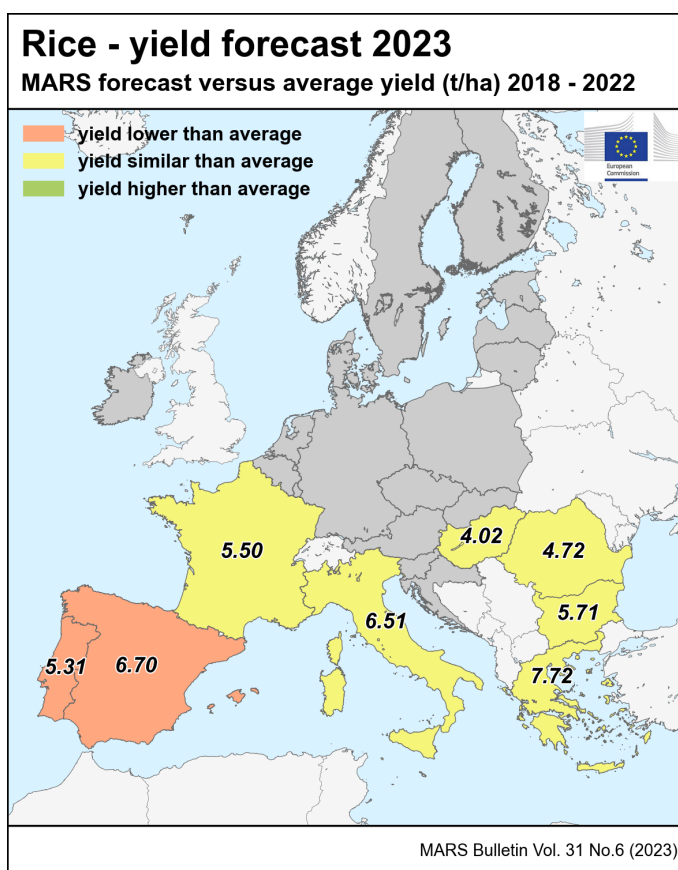 Rice - yield forecast 2023
MARS forecast versus average yield (t/ha) 2018 - 2022
yield lower than average
yield similar than average
yield higher than average
European
Commission
4.02
5.50
4.72
5.71
6.51
5.31
6.70
7.72
MARS Bulletin Vol. 31 No.6 (2023)